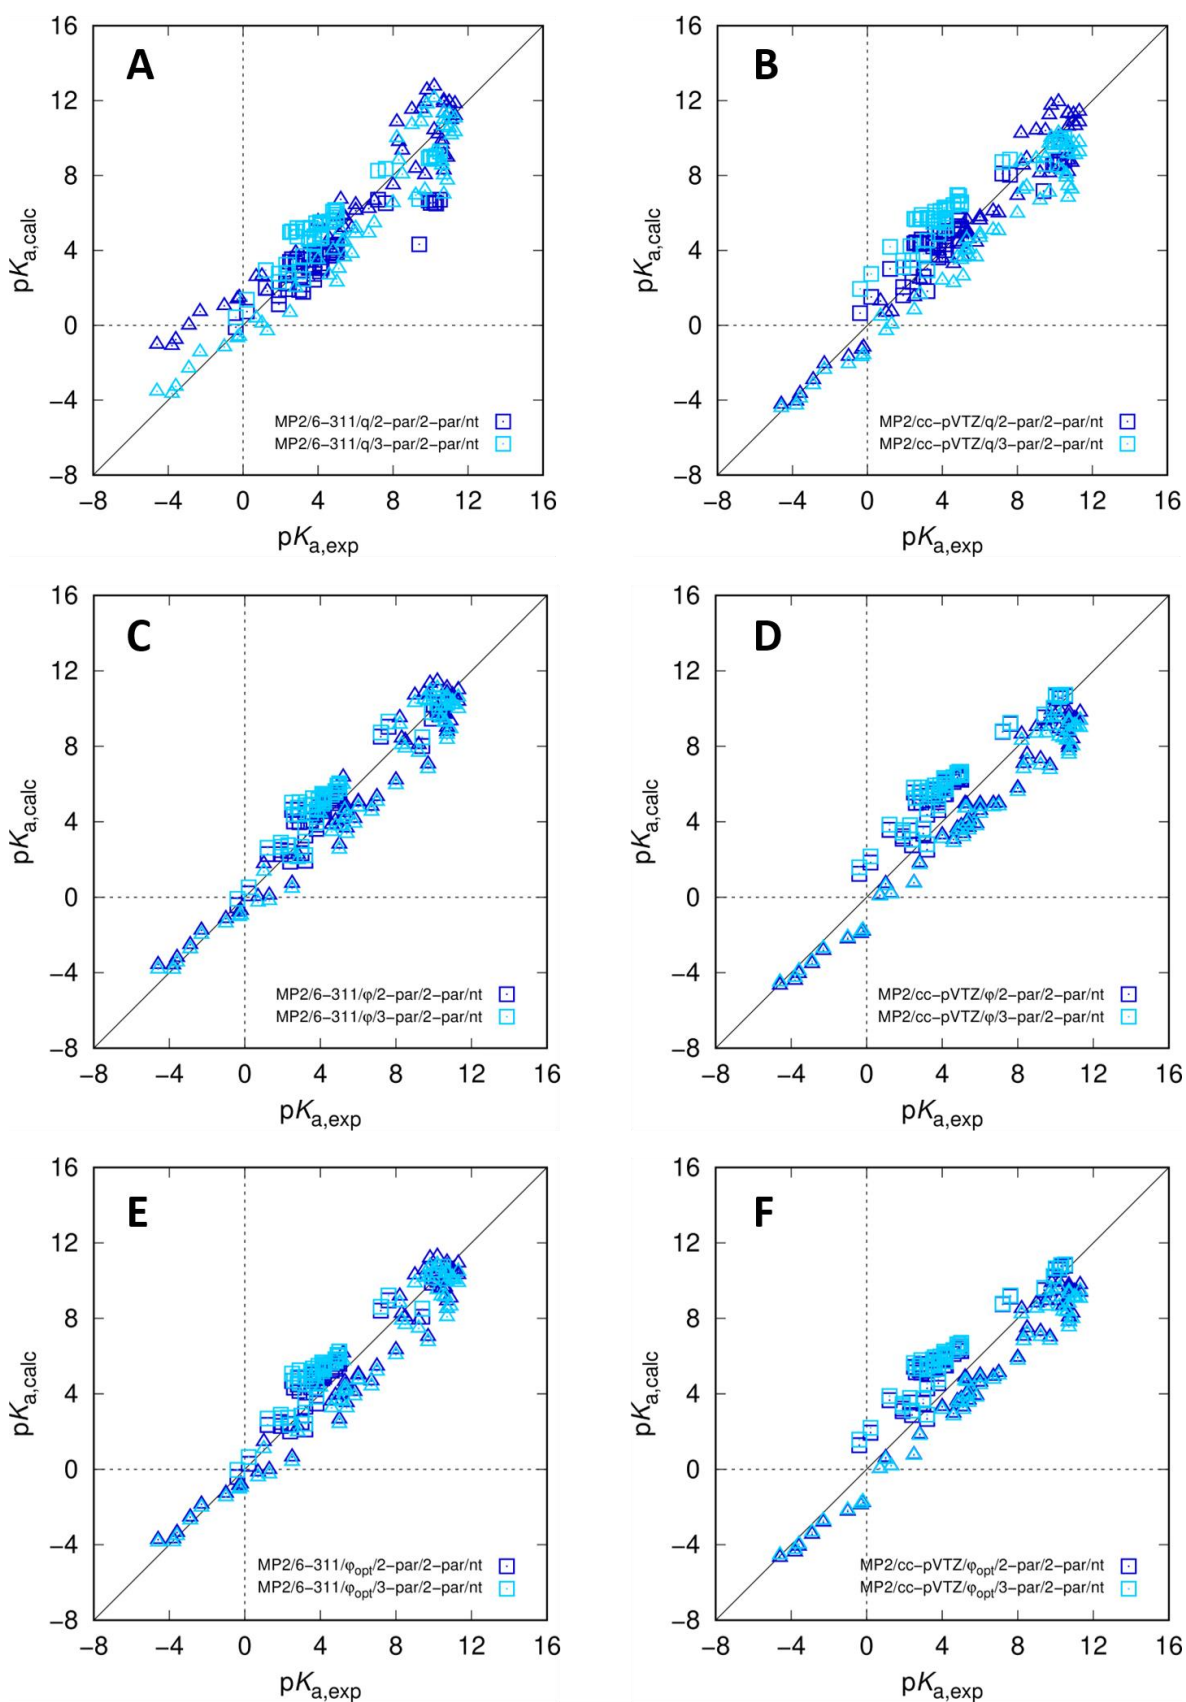 A
16
12
8
4
0
−4
−8
−8 −4 0 4 8 12 16
pKa,calc
pKa,exp
MP2/6−311/q/2−par/2−par/nt
MP2/6−311/q/3−par/2−par/nt
B
16
12
8
4
0
−4
−8
−8 −4 0 4 8 12 16
pKa,calc
pKa,exp
MP2/cc−pVTZ/q/2−par/2−par/nt
MP2/cc−pVTZ/q/3−par/2−par/nt
C
16
12
8
4
0
−4
−8
−8 −4 0 4 8 12 16
pKa,calc
pKa,exp
MP2/6−311/φ/2−par/2−par/nt
MP2/6−311/φ/3−par/2−par/nt
D
16
12
8
4
0
−4
−8
−8 −4 0 4 8 12 16
pKa,calc
pKa,exp
MP2/cc−pVTZ/φ/2−par/2−par/nt
MP2/cc−pVTZ/φ/3−par/2−par/nt
E
16
12
8
4
0
−4
−8
−8 −4 0 4 8 12 16
pKa,calc
pKa,exp
MP2/6−311/φopt/2−par/2−par/nt
MP2/6−311/φopt/3−par/2−par/nt
F
16
12
8
4
0
−4
−8
−8 −4 0 4 8 12 16
pKa,calc
pKa,exp
MP2/cc−pVTZ/φopt/2−par/2−par/nt
MP2/cc−pVTZ/φopt/3−par/2−par/nt